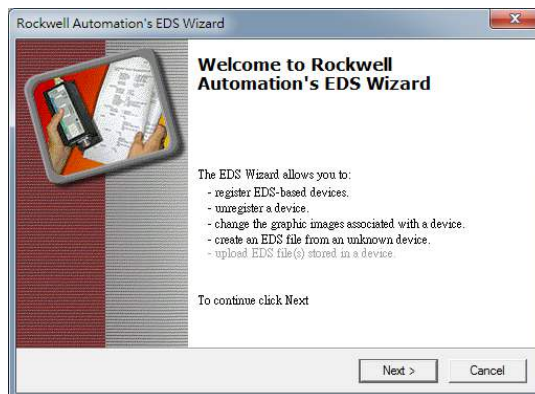 Rockwell Automation's EDS Wizard
Welcome to Rockwell
Automation's EDS Wizard
The EDS Wizard allows you to:
- register EDS-based devices.
- unregister a device.
- change the graphic images associated with a device.
- create an EDS file from an unknown device.
- upload EDS file(s) stored in a device.
To continue click Next
Next >
Cancel